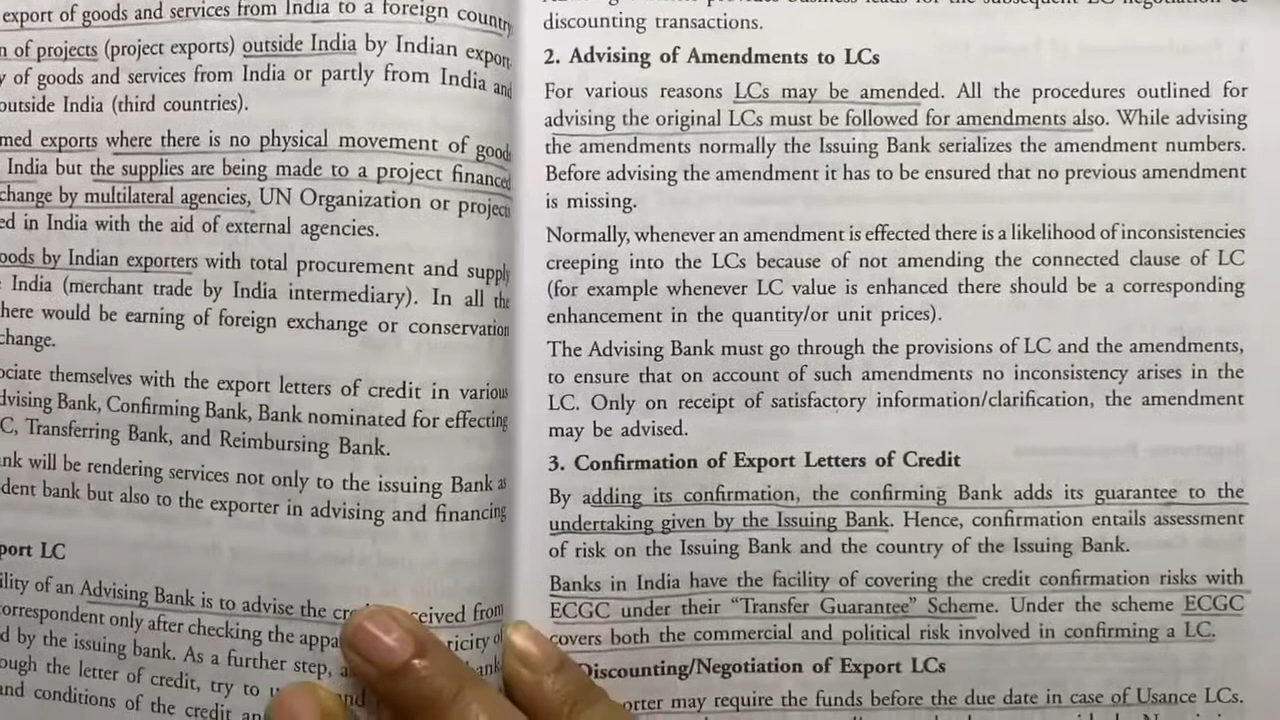 export of goods and services from India to a foreign country
n of projects (project exports) outside India by Indian export
of goods and services from India or partly from India and
outside India (third countries).
med exports where there is no physical movement of goods
India but the supplies are being made to a project financed
change by multilateral agencies, UN Organization or projects
ed in India with the aid of external agencies.
oods by Indian exporters with total procurement and supply
India (merchant trade by India intermediary). In all the
here would be earning of foreign exchange or conservation
change.
ociate themselves with the export letters of credit in various
dvising Bank, Confirming Bank, Bank nominated for effecting
C, Transferring Bank, and Reimbursing Bank.
nk will be rendering services not only to the issuing Bank as
dent bank but also to the exporter in advising and financing
port LC
ility of an Advising Bank is to advise the cre ceived from
orrespondent only after checking the appa ticity of
d by the issuing bank. As a further step, a bank
ough the letter of credit, try to u nd
and conditions of the credit an
discounting transactions.
2. Advising of Amendments to LCs
For various reasons LCs may be amended. All the procedures outlined for
advising the original LCs must be followed for amendments also. While advising
the amendments normally the Issuing Bank serializes the amendment numbers.
Before advising the amendment it has to be ensured that no previous amendment
is missing.
Normally, whenever an amendment is effected there is a likelihood of inconsistencies
creeping into the LCs because of not amending the connected clause of LC
(for example whenever LC value is enhanced there should be a corresponding
enhancement in the quantity/or unit prices).
The Advising Bank must go through the provisions of LC and the amendments,
to ensure that on account of such amendments no inconsistency arises in the
LC. Only on receipt of satisfactory information/clarification, the amendment
may be advised.
3. Confirmation of Export Letters of Credit
By adding its confirmation, the confirming Bank adds its guarantee to the
undertaking given by the Issuing Bank. Hence, confirmation entails assessment
of risk on the Issuing Bank and the country of the Issuing Bank.
Banks in India have the facility of covering the credit confirmation risks with
ECGC under their “Transfer Guarantee” Scheme. Under the scheme ECGC
covers both the commercial and political risk involved in confirming a LC.
Discounting/Negotiation of Export LCs
orter may require the funds before the due date in case of Usance LCs.